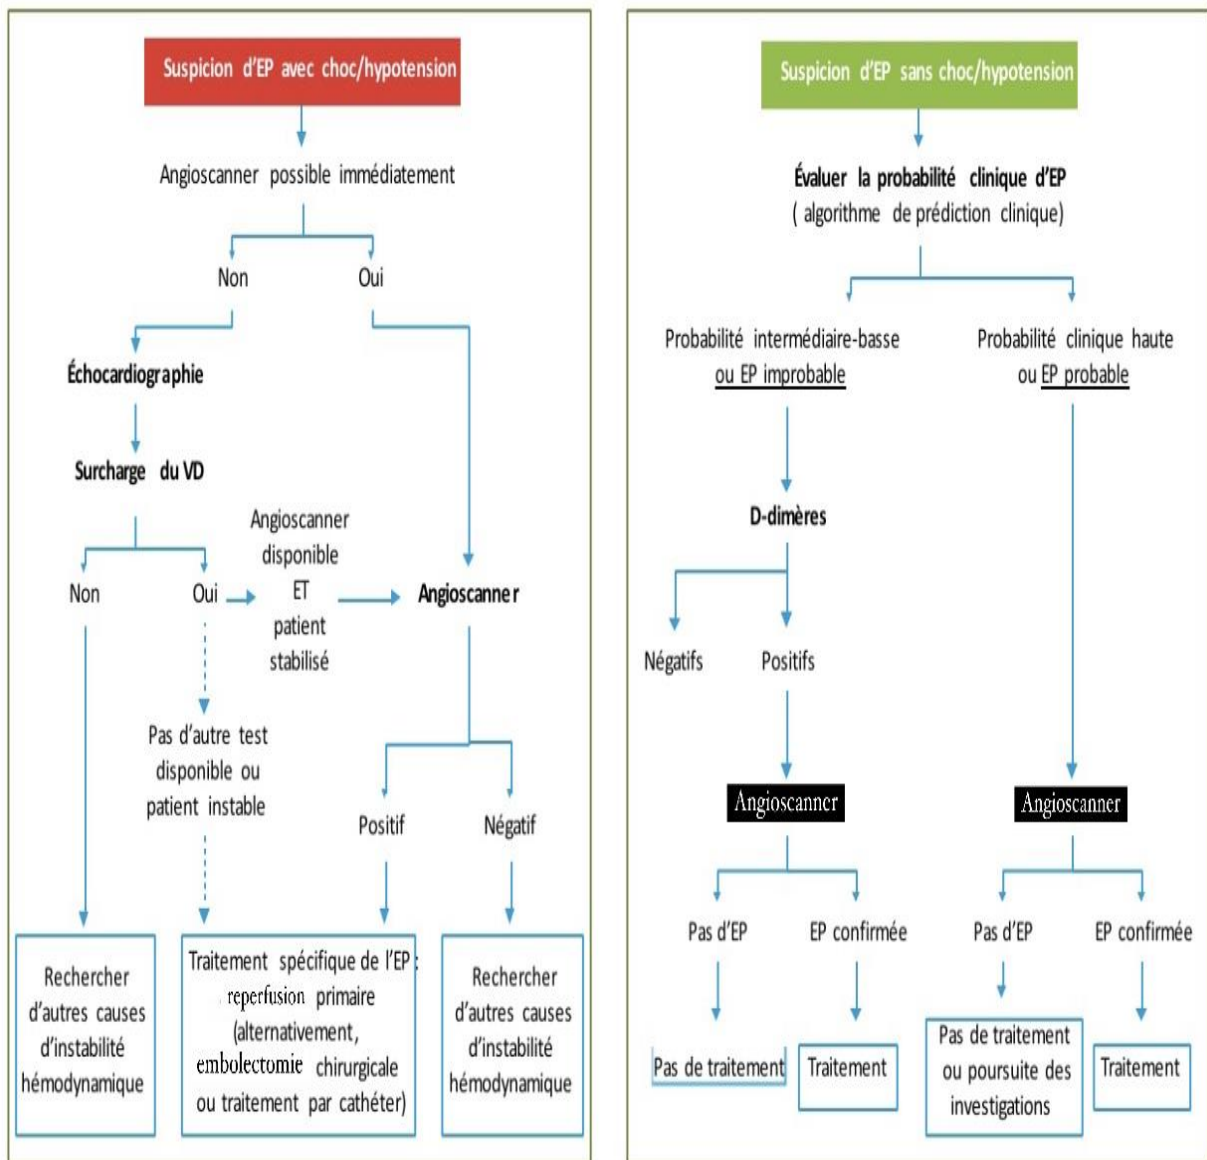 Suspicion d'EP avec choc/hypotension
Angioscanner possible immédiatement
Non
Oui
Échocardiographie
Surcharge du VD
Non
Oui
Angioscanner
disponible
ET
patient
stabilisé
Angioscanner
Pas d'autre test
disponible ou
patient instable
Positif
Négatif
Rechercher
d'autres causes
d'instabilité
hémodynamique
Traitement spécifique de l'EP :
reperfusion primaire
(alternativement,
embolectomie chirurgicale
ou traitement par cathéter)
Rechercher
d'autres causes
d'instabilité
hémodynamique
Suspicion d'EP sans choc/hypotension
Évaluer la probabilité clinique d'EP
( algorithme de prédiction clinique)
Probabilité intermédiaire-basse
ou EP improbable
Probabilité clinique haute
ou EP probable
D-dimères
Négatifs
Positifs
Angioscanner
Angioscanner
Pas d'EP
EP confirmée
Pas d'EP
EP confirmée
Pas de traitement
Traitement
Pas de traitement
ou poursuite des
investigations
Traitement